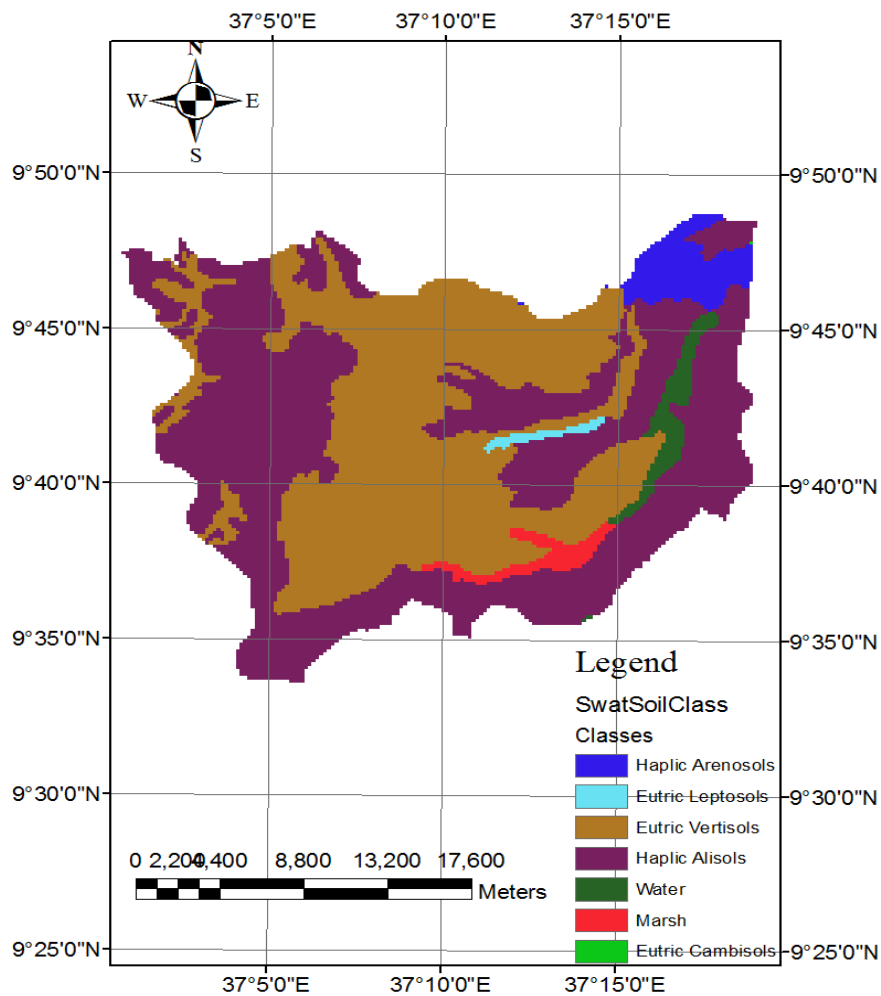 37°5'0"E 37°10'0"E 37°15'0"E
N
W E
S
9°50'0"N 9°50'0"N
9°45'0"N 9°45'0"N
9°40'0"N 9°40'0"N
9°35'0"N 9°35'0"N
Legend
SwatSoilClass
Classes
Haplic Arenosols
9°30'0"N Eutric Leptosols 9°30'0"N
Eutric Vertisols
Haplic Alisols
Water
Marsh
9°25'0"N Eutric Cambisols 9°25'0"N
0 2,200 4,400 8,800 13,200 17,600
Meters
37°5'0"E 37°10'0"E 37°15'0"E